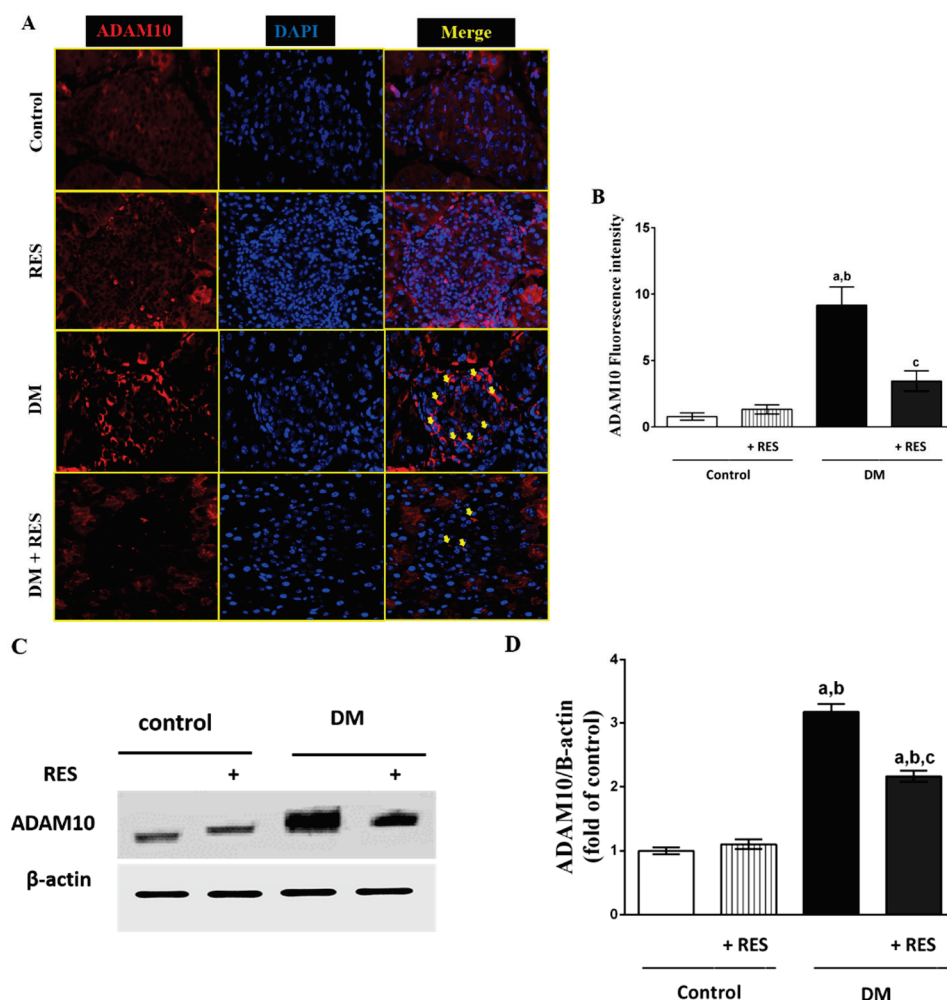 A
ADAM10 DAPI Merge
Control
RES
DM
DM + RES
B
ADAM10 Fluorescence intensity
15
10
5
0
a,b
c
+ RES + RES
Control DM
C
control DM
RES + +
ADAM10
β-actin
D
ADAM10/B-actin
(fold of control)
4
3
2
1
0
a,b
a,b,c
+ RES + RES
Control DM